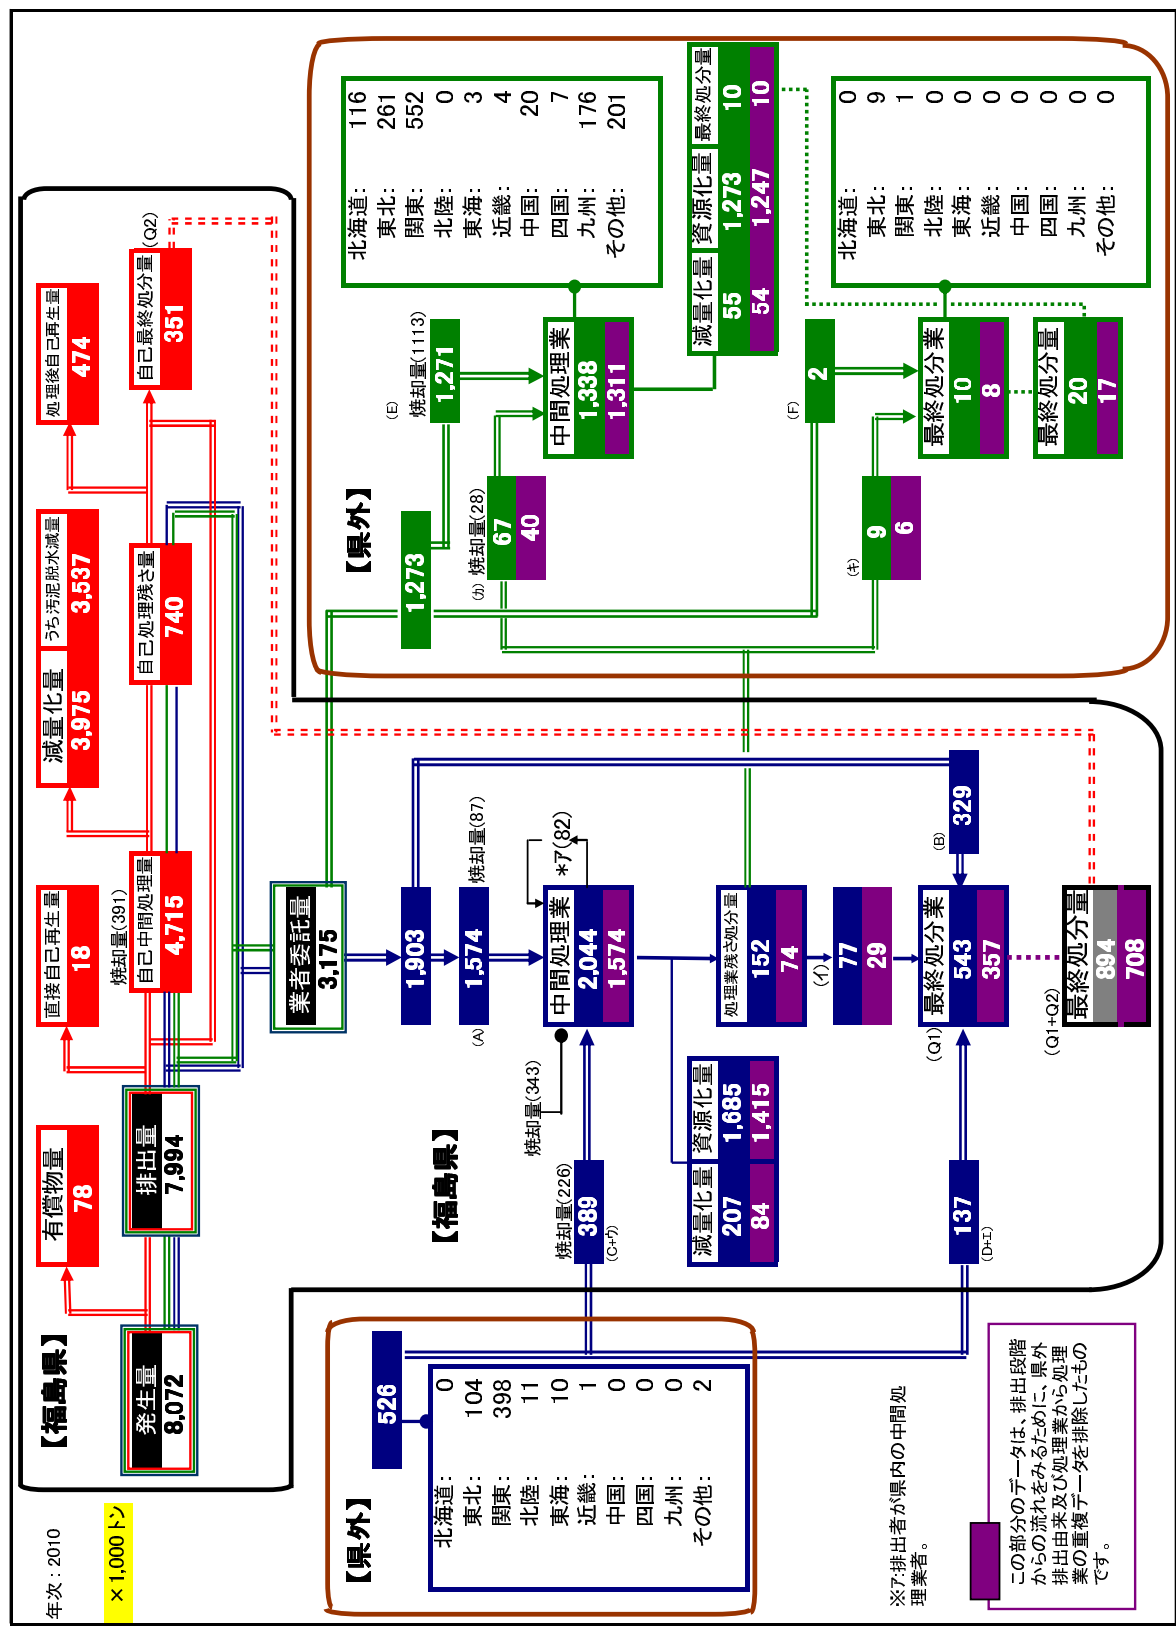 年次：2010
×1,000トン
【福島県】
発生量
8,072
有償物量
78
排出量
7,994
直接自己再生量
18
焼却量(391)
自己中間処理量
4,715
減量化量
3,975
うち汚泥脱水減量
3,537
自己処理残さ量
740
処理後自己再生量
474
自己最終処分量
351
(Q2)
業者委託量
3,175
【県外】
526
北海道： 0
東北： 104
関東： 398
北陸： 11
東海： 10
近畿： 1
中国： 0
四国： 0
九州： 0
その他： 2
【福島県】
1,903
(A)
1,574
焼却量(87)
焼却量(343)
中間処理業
2,044
1,574
*ア(82)
焼却量(226)
389
(C+ウ)
減量化量
207
84
資源化量
1,685
1,415
処理業残さ処分量
152
74
(イ)
77
29
(Q1)
最終処分業
543
357
(B)
329
137
(D+エ)
(Q1+Q2)
最終処分量
894
708
【県外】
1,273
(E)
焼却量(1113)
1,271
(カ)
焼却量(28)
67
40
中間処理業
1,338
1,311
北海道： 116
東北： 261
関東： 552
北陸： 0
東海： 3
近畿： 4
中国： 20
四国： 7
九州： 176
その他： 201
減量化量
55
54
資源化量
1,273
1,247
最終処分量
10
10
(F)
2
(キ)
9
6
最終処分業
10
8
最終処分量
20
17
北海道： 0
東北： 9
関東： 1
北陸： 0
東海： 0
近畿： 0
中国： 0
四国： 0
九州： 0
その他： 0
※ア:排出者が県内の中間処
理業者。
この部分のデータは、排出段階
からの流れをみるために、県外
排出由来及び処理業から処理
業の重複データを排除したもの
です。